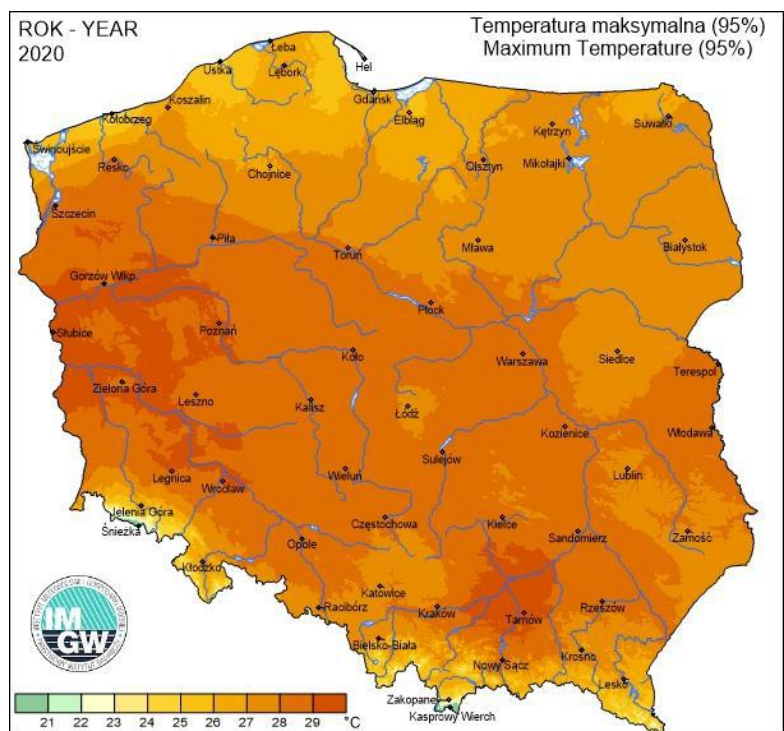 ROK - YEAR
2020
Temperatura maksymalna (95%)
Maximum Temperature (95%)
Łeba
Ustka
Lębork
Hel
Gdańsk
Koszalin
Kołobrzeg
Elbląg
Kętrzyn
Suwałki
Świnoujście
Resko
Chojnice
Olsztyn
Mikołajki
Szczecin
Piła
Toruń
Mława
Białystok
Gorzów Wlkp.
Płock
Słubice
Poznań
Koło
Warszawa
Siedlce
Terespol
Zielona Góra
Leszno
Kalisz
Łódź
Kozienice
Włodawa
Sulejów
Legnica
Wrocław
Wieluń
Lublin
Jelenia Góra
Śnieżka
Częstochowa
Kielce
Sandomierz
Zamość
Opole
Kłodzko
Katowice
Racibórz
Kraków
Tarnów
Rzeszów
Bielsko-Biała
Nowy Sącz
Krosno
Lesko
Zakopane
Kasprowy Wierch
IM
GW
21 22 23 24 25 26 27 28 29 °C